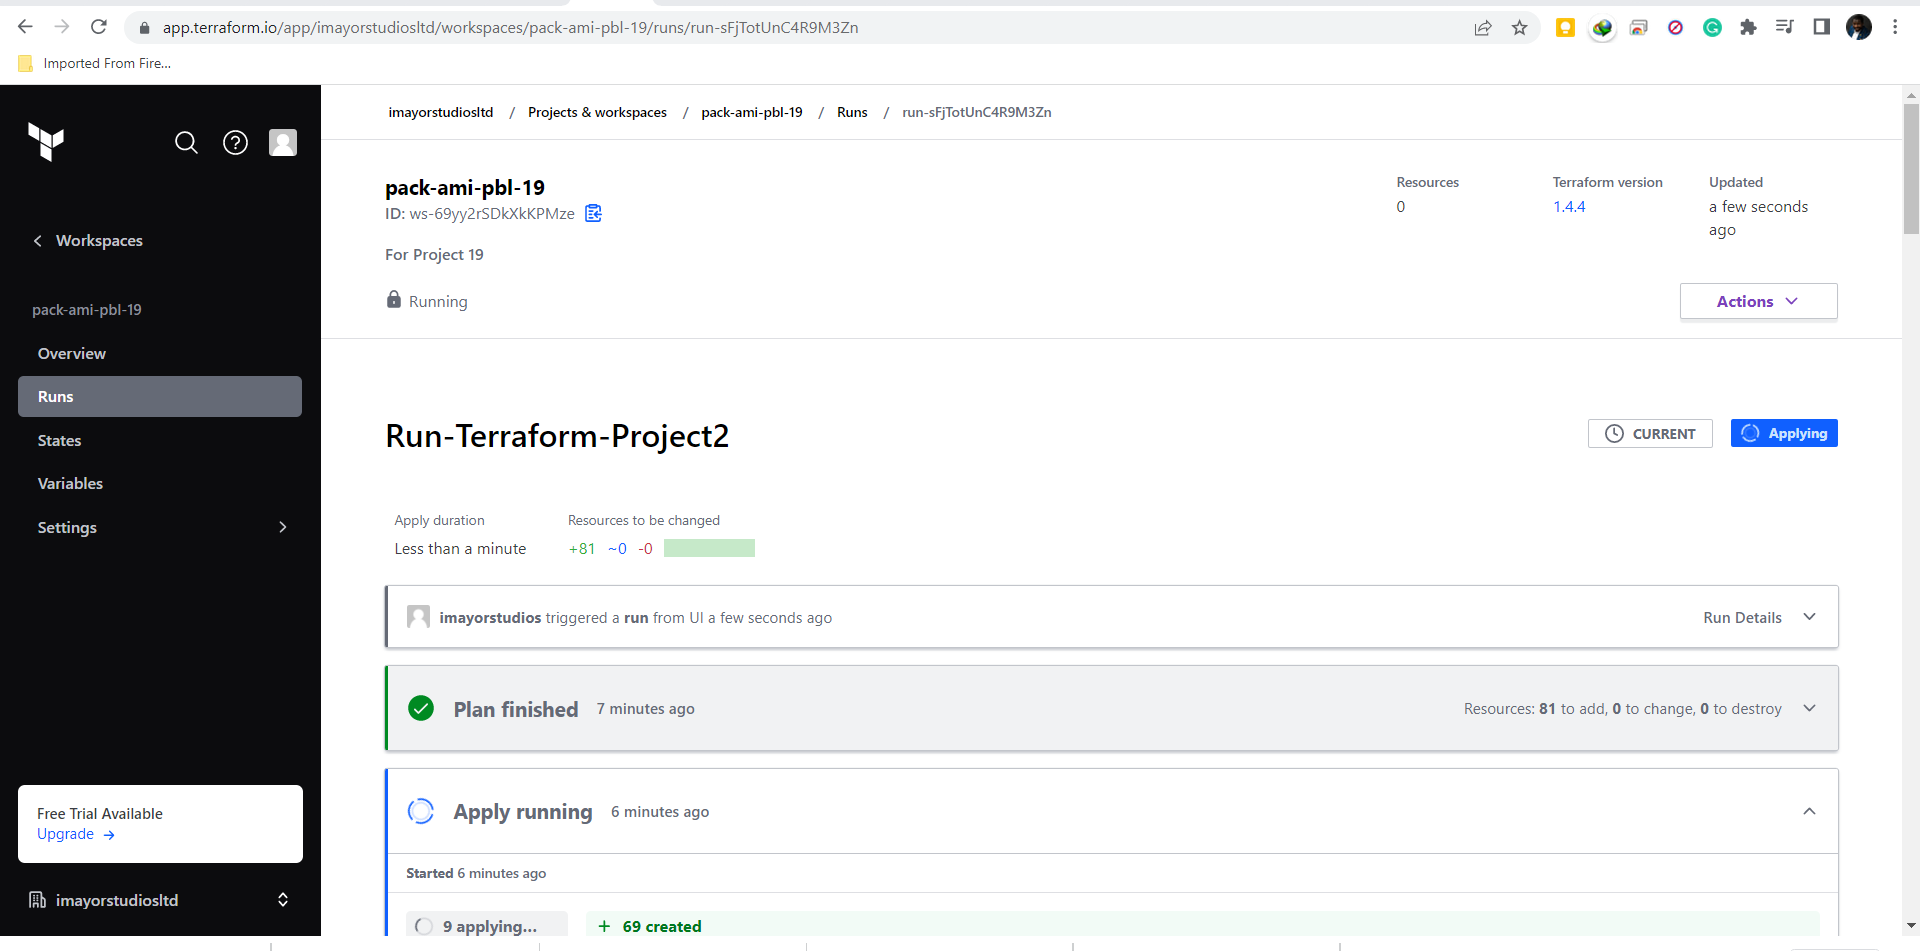 app.terraform.io/app/imayorstudiosltd/workspaces/pack-ami-pbl-19/runs/run-sFjTotUnC4R9M3Zn
Imported From Fire...
imayorstudiosltd / Projects & workspaces / pack-ami-pbl-19 / Runs / run-sFjTotUnC4R9M3Zn
Workspaces
pack-ami-pbl-19
Overview
Runs
States
Variables
Settings
Free Trial Available
Upgrade →
imayorstudiosltd
pack-ami-pbl-19
ID: ws-69yy2rSDkXkKPMze
For Project 19
Running
Resources
0
Terraform version
1.4.4
Updated
a few seconds
ago
Actions
Run-Terraform-Project2
CURRENT
Applying
Apply duration
Less than a minute
Resources to be changed
+81 ~0 -0
imayorstudios triggered a run from UI a few seconds ago
Run Details
Plan finished 7 minutes ago
Resources: 81 to add, 0 to change, 0 to destroy
Apply running 6 minutes ago
Started 6 minutes ago
9 applying...
+ 69 created